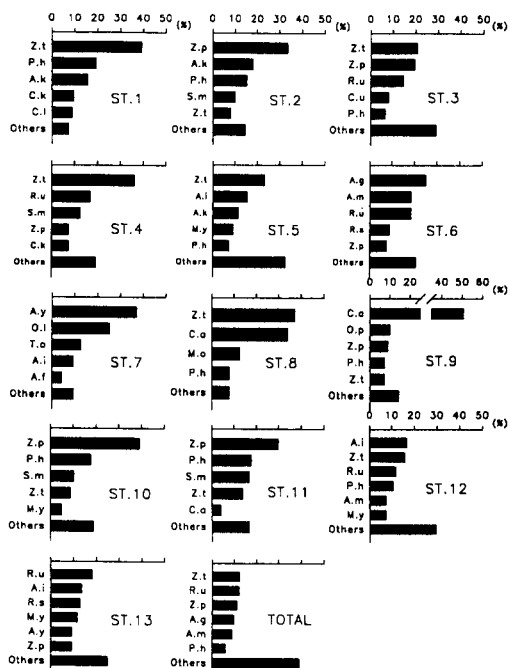 0 10 20 30 40 50 (%)
Z.t
P.h
A.k
C.k
C.l
Others
ST.1
0 10 20 30 40 50 (%)
Z.p
A.k
P.h
S.m
Z.t
Others
ST.2
0 10 20 30 40 50 (%)
Z.t
Z.p
R.u
C.u
P.h
Others
ST.3
Z.t
R.u
S.m
Z.p
C.k
Others
ST.4
Z.t
A.i
A.k
M.y
P.h
Others
ST.5
A.g
A.m
R.u
R.s
Z.p
Others
ST.6
A.y
O.l
T.o
A.i
A.f
Others
ST.7
Z.t
C.a
M.o
P.h
Others
ST.8
0 10 20 50 60 (%)
C.a
O.p
Z.p
P.h
Z.t
Others
ST.9
Z.p
P.h
S.m
Z.t
M.y
Others
ST.10
Z.p
P.h
S.m
Z.t
C.a
Others
ST.11
0 10 20 30 40 50 (%)
A.i
Z.t
R.u
P.h
A.m
M.y
Others
ST.12
R.u
A.i
R.s
M.y
A.y
Z.p
Others
ST.13
Z.t
R.u
Z.p
A.g
A.m
P.h
Others
TOTAL